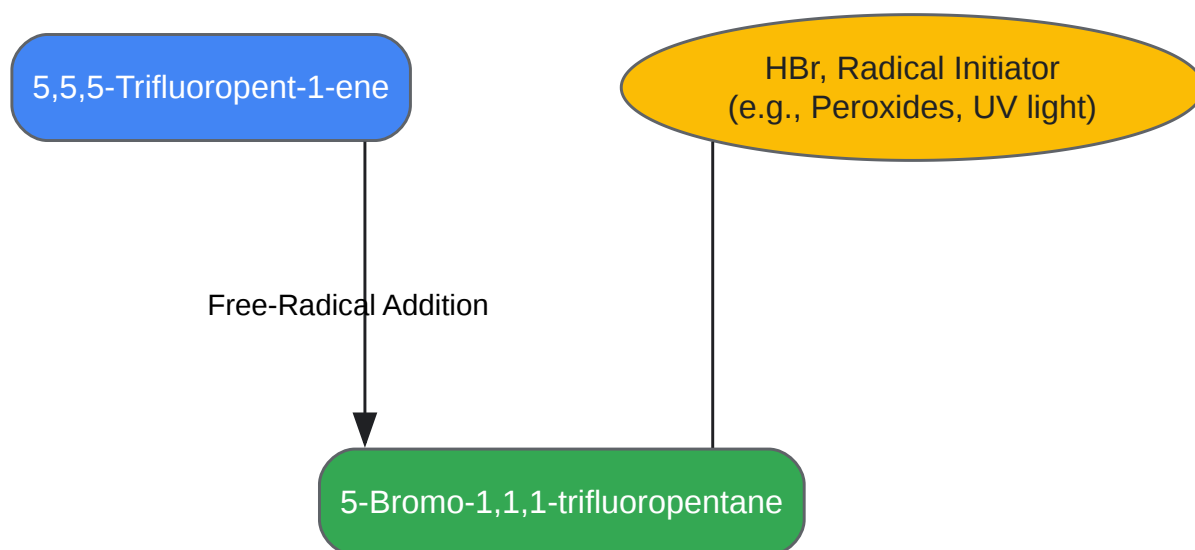 5,5,5-Trifluoropent-1-ene
HBr, Radical Initiator
(e.g., Peroxides, UV light)
Free-Radical Addition
5-Bromo-1,1,1-trifluoropentane